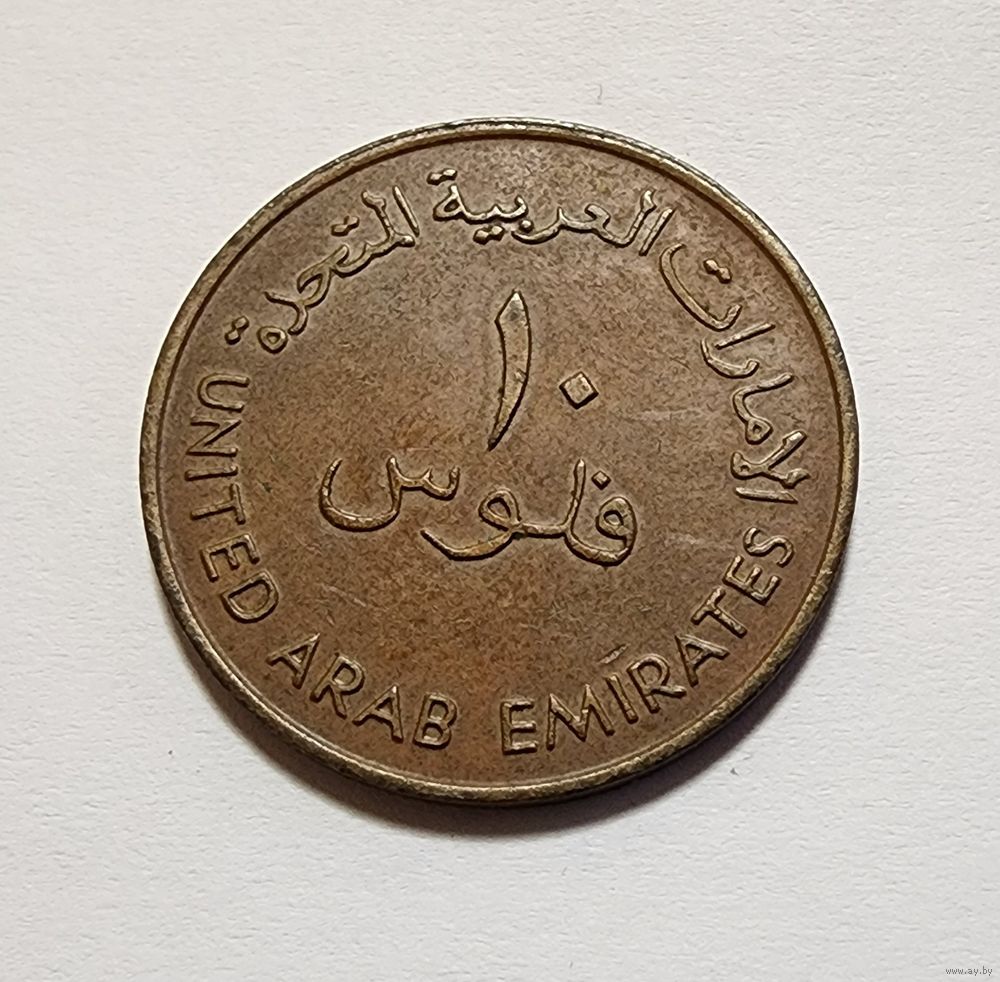 الإمارات العربية المتحدة
١٠
فلوس
UNITED ARAB EMIRATES
www.ay.by